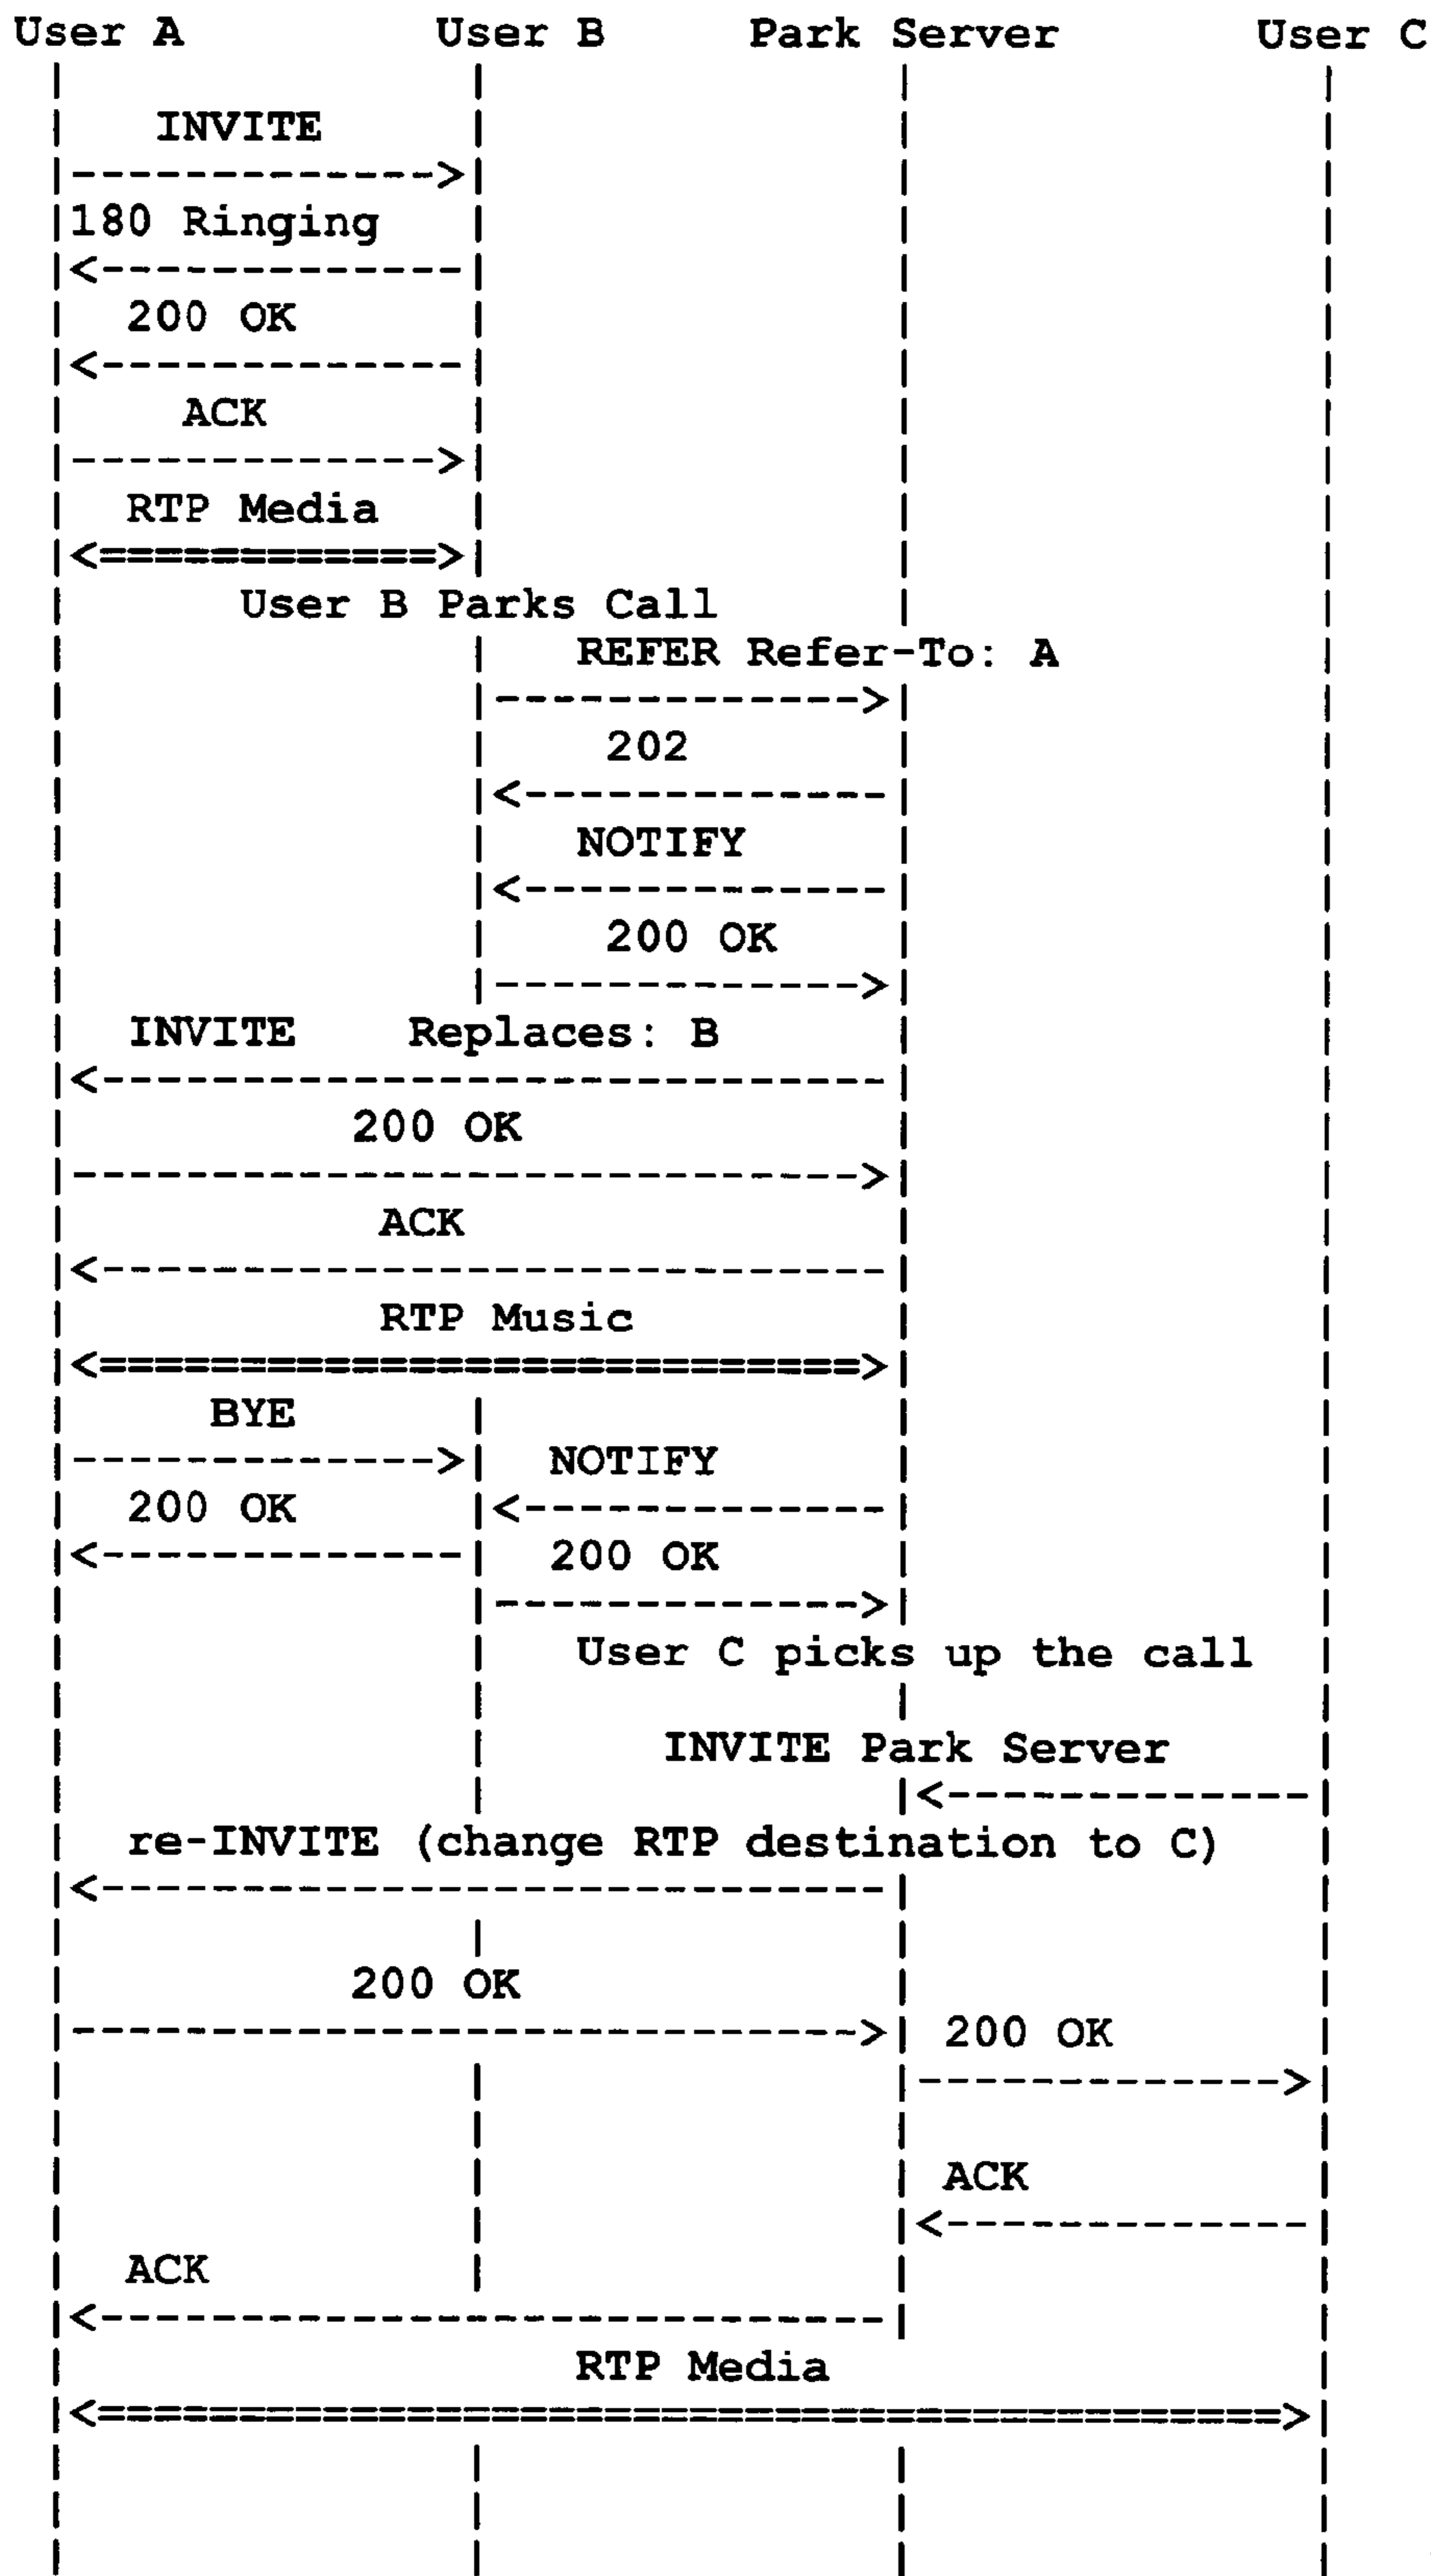 User A User B Park Server User C
INVITE
180 Ringing
200 OK
ACK
RTP Media
User B Parks Call
REFER Refer-To: A
202
NOTIFY
200 OK
INVITE Replaces: B
200 OK
ACK
RTP Music
BYE
NOTIFY
200 OK
200 OK
User C picks up the call
INVITE Park Server
re-INVITE (change RTP destination to C)
200 OK
200 OK
ACK
ACK
RTP Media